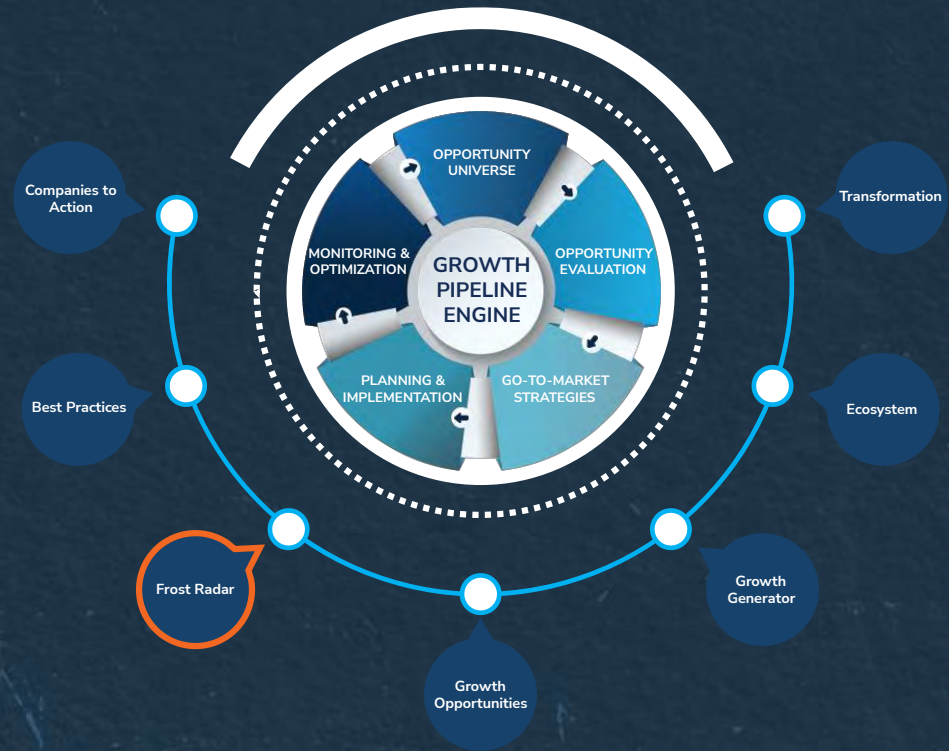 OPPORTUNITY
UNIVERSE
OPPORTUNITY
EVALUATION
GO-TO-MARKET
STRATEGIES
PLANNING &
IMPLEMENTATION
MONITORING &
OPTIMIZATION
GROWTH
PIPELINE
ENGINE
Companies to
Action
Best Practices
Frost Radar
Growth
Opportunities
Growth
Generator
Ecosystem
Transformation